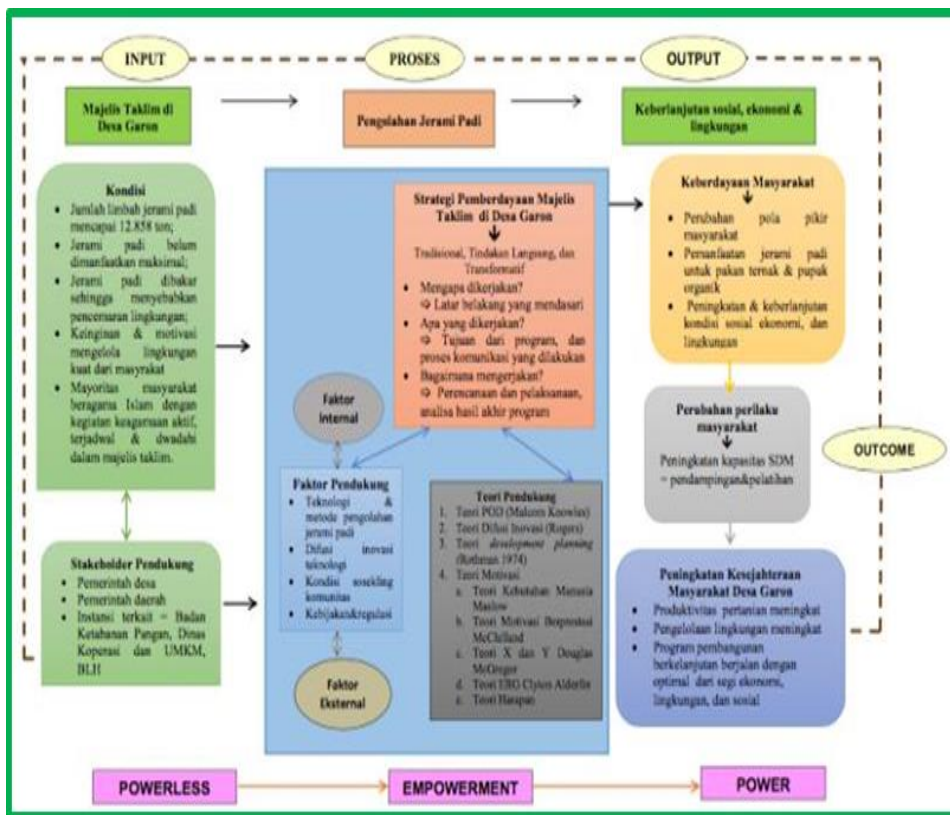 INPUT
PROSES
OUTPUT
Majelis Taklim di
Desa Garon
Pengolahan Jerami Padi
Keberlanjutan sosial, ekonomi &
lingkungan
Kondisi
Jumlah limbah jerami padi
mencapai 12.858 ton;
Jerami padi belum
dimanfaatkan maksimal;
Jerami padi dibakar
sehingga menyebabkan
pencemaran lingkungan;
Keinginan & motivasi
mengelola lingkungan
kuat dari masyrakat
Mayoritas masyarakat
beragama Islam dengan
kegiatan keagamaan aktif,
terjadwal & dwadahi
dalam majelis taklim.
Stakeholder Pendukung
Pemerintah desa
Pemerintah daerah
Instansi terkait = Badan
Ketahanan Pangan, Dinas
Koperasi dan UMKM,
BLH
Strategi Pemberdayaan Majelis
Taklim di Desa Garon
Tradisional, Tindakan Langsung, dan
Transformatif
Mengapa dikerjakan?
⇨ Latar belakang yang mendasari
Apa yang dikerjakan?
⇨ Tujuan dari program, dan
proses komunikasi yang dilakukan
Bagaimana mengerjakan?
⇨ Perencanaan dan pelaksanaan,
analisa hasil akhir program
Faktor
Internal
Faktor Pendukung
Teknologi &
metode pengolahan
jerami padi
Difusi inovasi
teknologi
Kondisi sosekling
komunitas
Kebijakan&regulasi
Faktor
Eksternal
Teori Pendukung
1. Teori POD (Malcom Knowles)
2. Teori Difusi Inovasi (Rogers)
3. Teori development planning
(Rothman 1974)
4. Teori Motivasi
a. Teori Kebutuhan Manusia
Maslow
b. Teori Motivasi Berprestasi
McClelland
c. Teori X dan Y Douglas
McGregor
d. Teori ERG Clyton Alderfin
e. Teori Harapan
Keberdayaan Masyarakat
Perubahan pola pikir
masyarakat
Pemanfaatan jerami padi
untuk pakan ternak & pupuk
organik
Peningkatan & keberlanjutan
kondisi sosial ekonomi, dan
lingkungan
Perubahan perilaku
masyarakat
Peningkatan kapasitas SDM
= pendampingan&pelatihan
OUTCOME
Peningkatan Kesejahteraan
Masyarakat Desa Garon
Produktivitas pertanian meningkat
Pengelolaan lingkungan meningkat
Program pembangunan
berkelanjutan berjalan dengan
optimal dari segi ekonomi,
lingkungan, dan sosial
POWERLESS
EMPOWERMENT
POWER